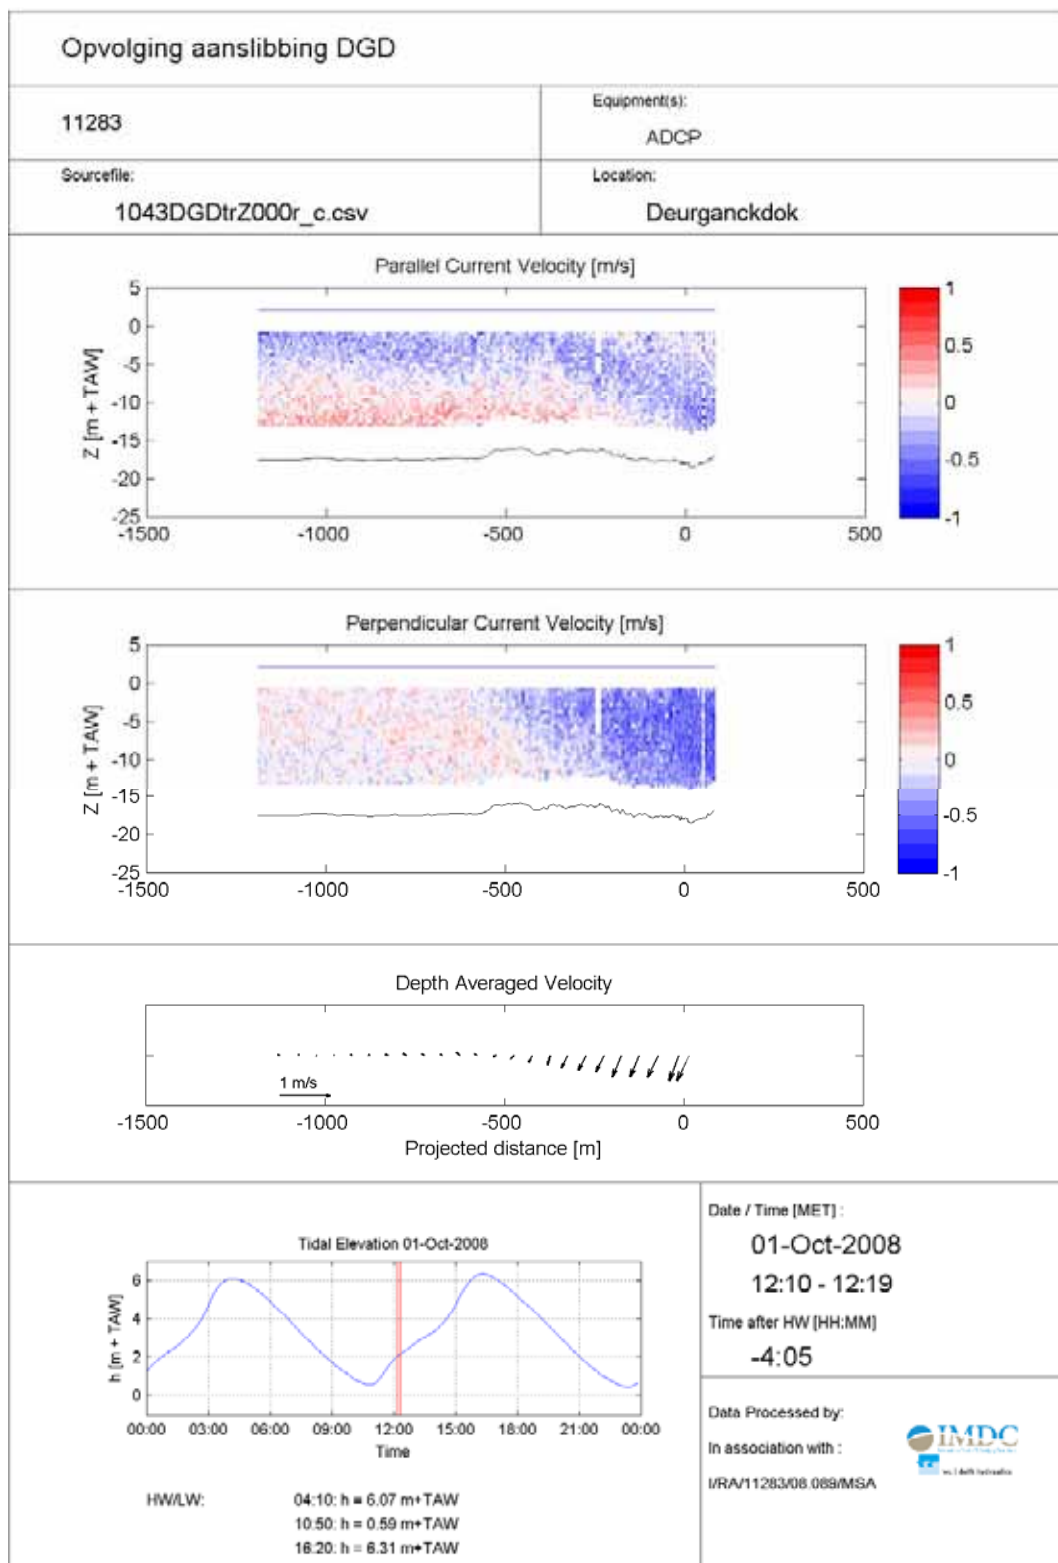 Opvolging aanslibbing DGD
11283
Equipment(s):
ADCP
Sourcefile:
1043DGDtrZ000r_c.csv
Location:
Deurganckdok
Parallel Current Velocity [m/s]
Z [m + TAW]
5
0
-5
-10
-15
-20
-25
-1500
-1000
-500
0
500
1
0.5
0
-0.5
-1
Perpendicular Current Velocity [m/s]
Z [m + TAW]
5
0
-5
-10
-15
-20
-25
-1500
-1000
-500
0
500
1
0.5
0
-0.5
-1
Depth Averaged Velocity
1 m/s
-1500
-1000
-500
0
500
Projected distance [m]
Tidal Elevation 01-Oct-2008
h [m + TAW]
6
4
2
0
00:00
03:00
06:00
09:00
12:00
15:00
18:00
21:00
00:00
Time
HW/LW:
04:10: h = 6.07 m+TAW
10:50: h = 0.59 m+TAW
16:20: h = 6.31 m+TAW
Date / Time [MET] :
01-Oct-2008
12:10 - 12:19
Time after HW [HH:MM]
-4:05
Data Processed by:
IMDC
In association with :
wl | delft hydraulics
I/RA/11283/08.089/MSA